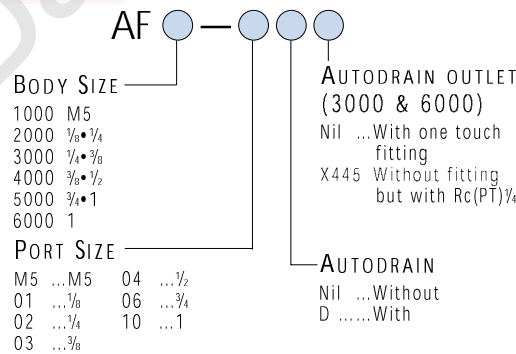 AF –
BODY SIZE
1000 M5
2000 ⅛•¼
3000 ¼•⅜
4000 ⅜•½
5000 ¾•1
6000 1
PORT SIZE
M5 ...M5 04 ...½
01 ...⅛ 06 ...¾
02 ...¼ 10 ...1
03 ...⅜
AUTODRAIN OUTLET
(3000 & 6000)
Nil ...With one touch
fitting
X445 Without fitting
but with Rc(PT)¼
AUTODRAIN
Nil ...Without
D ......With